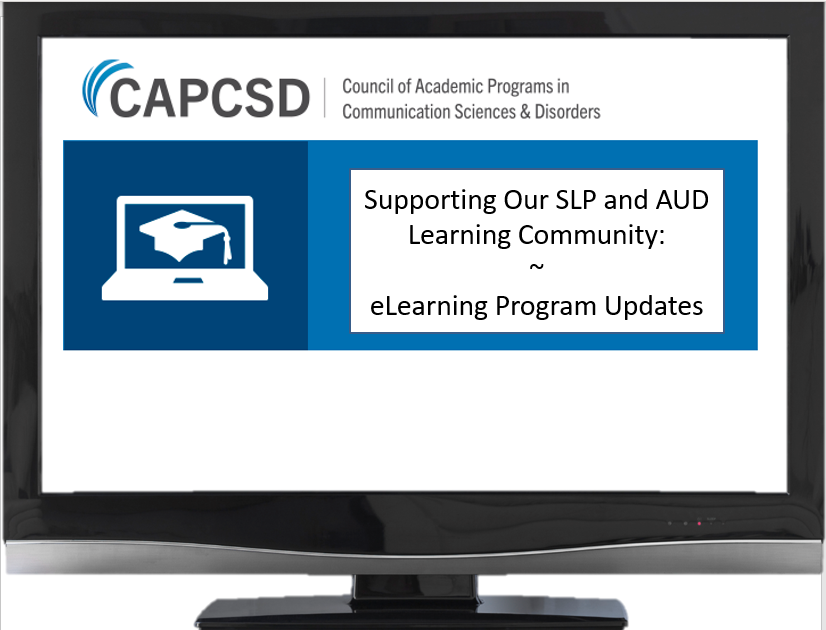 CAPCSD
Council of Academic Programs in
Communication Sciences & Disorders
Supporting Our SLP and AUD
Learning Community:
~
eLearning Program Updates